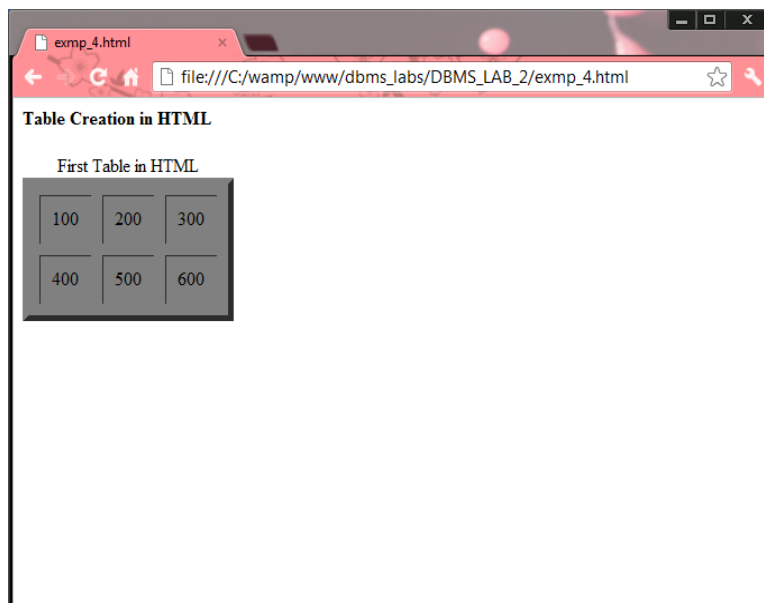 exmp_4.html
file:///C:/wamp/www/dbms_labs/DBMS_LAB_2/exmp_4.html
Table Creation in HTML
First Table in HTML
100 200 300
400 500 600